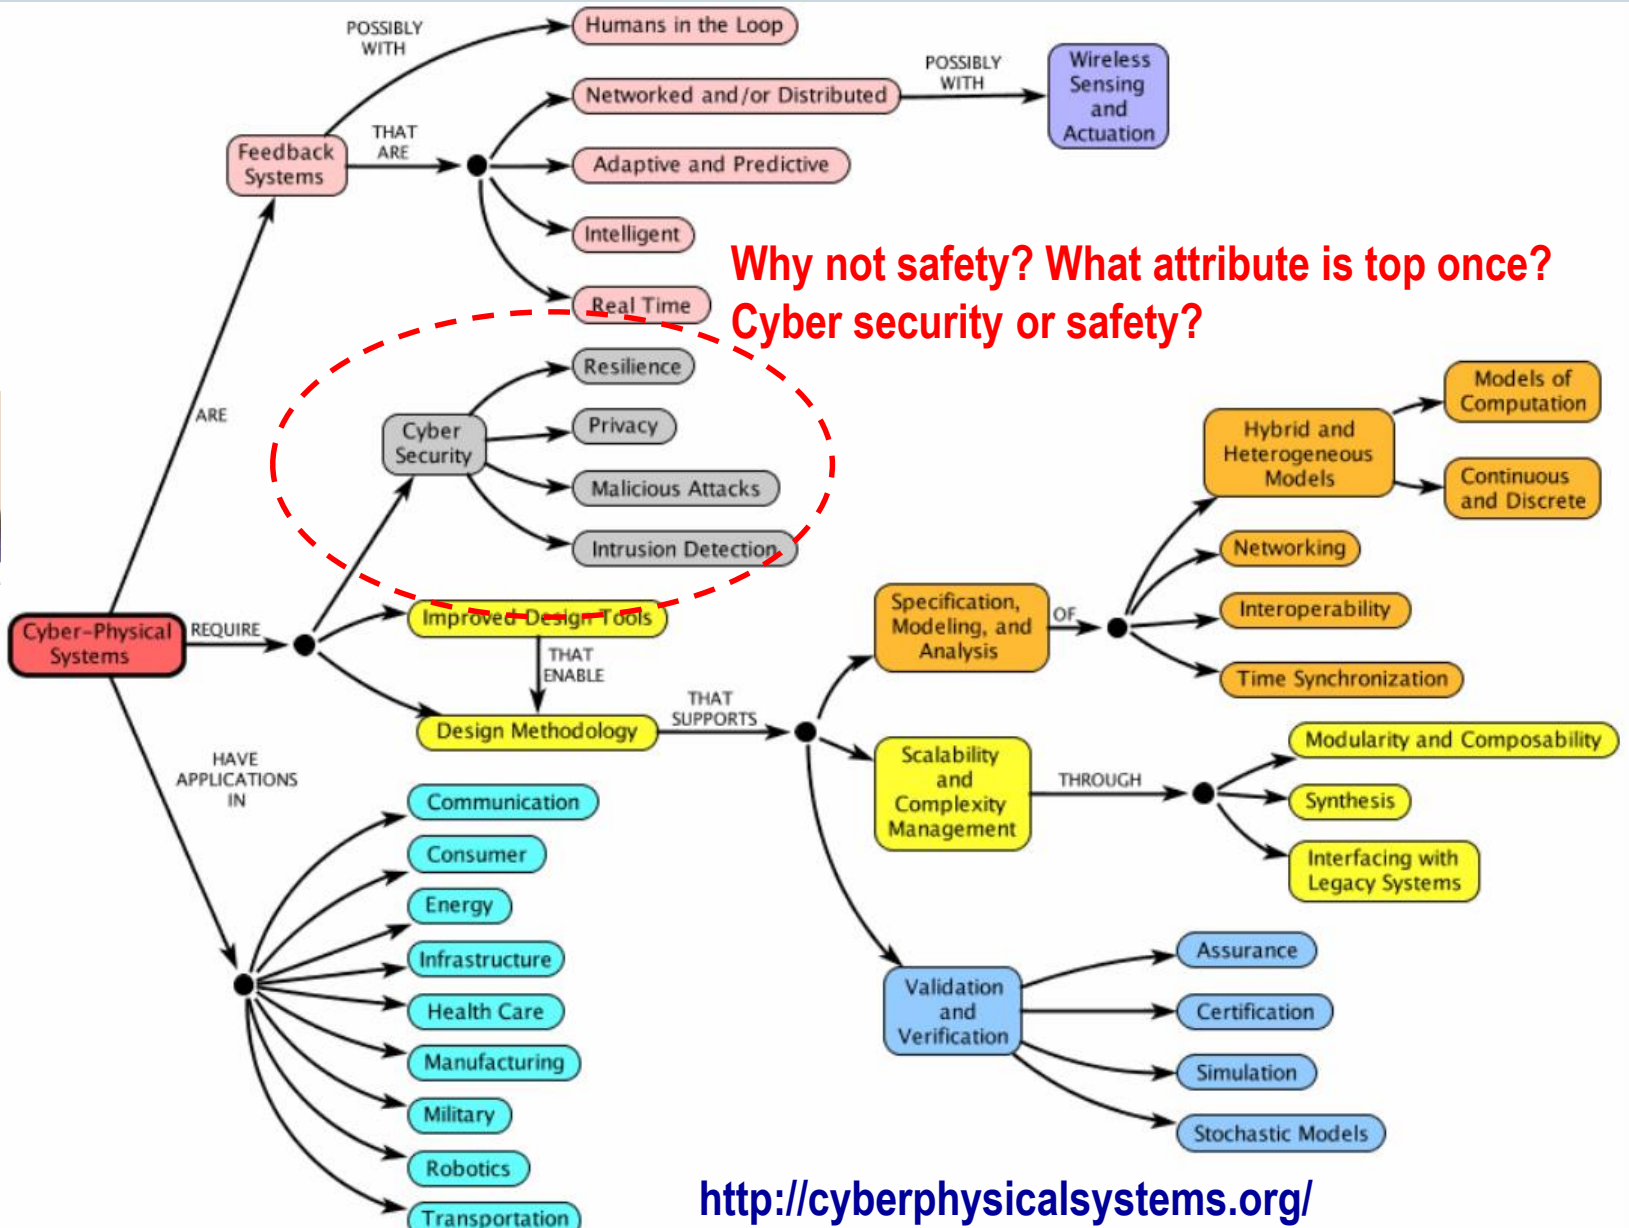 POSSIBLY
WITH
Humans in the Loop
Feedback
Systems
THAT
ARE
Networked and/or Distributed
POSSIBLY
WITH
Wireless
Sensing
and
Actuation
Adaptive and Predictive
Intelligent
Real Time
Why not safety? What attribute is top once?
Cyber security or safety?
ARE
Cyber
Security
Resilience
Privacy
Malicious Attacks
Intrusion Detection
Cyber-Physical
Systems
REQUIRE
Improved Design Tools
THAT
ENABLE
Design Methodology
THAT
SUPPORTS
Specification,
Modeling, and
Analysis
OF
Hybrid and
Heterogeneous
Models
Models of
Computation
Continuous
and Discrete
Networking
Interoperability
Time Synchronization
Scalability
and
Complexity
Management
THROUGH
Modularity and Composability
Synthesis
Interfacing with
Legacy Systems
Validation
and
Verification
Assurance
Certification
Simulation
Stochastic Models
HAVE
APPLICATIONS
IN
Communication
Consumer
Energy
Infrastructure
Health Care
Manufacturing
Military
Robotics
Transportation
http://cyberphysicalsystems.org/